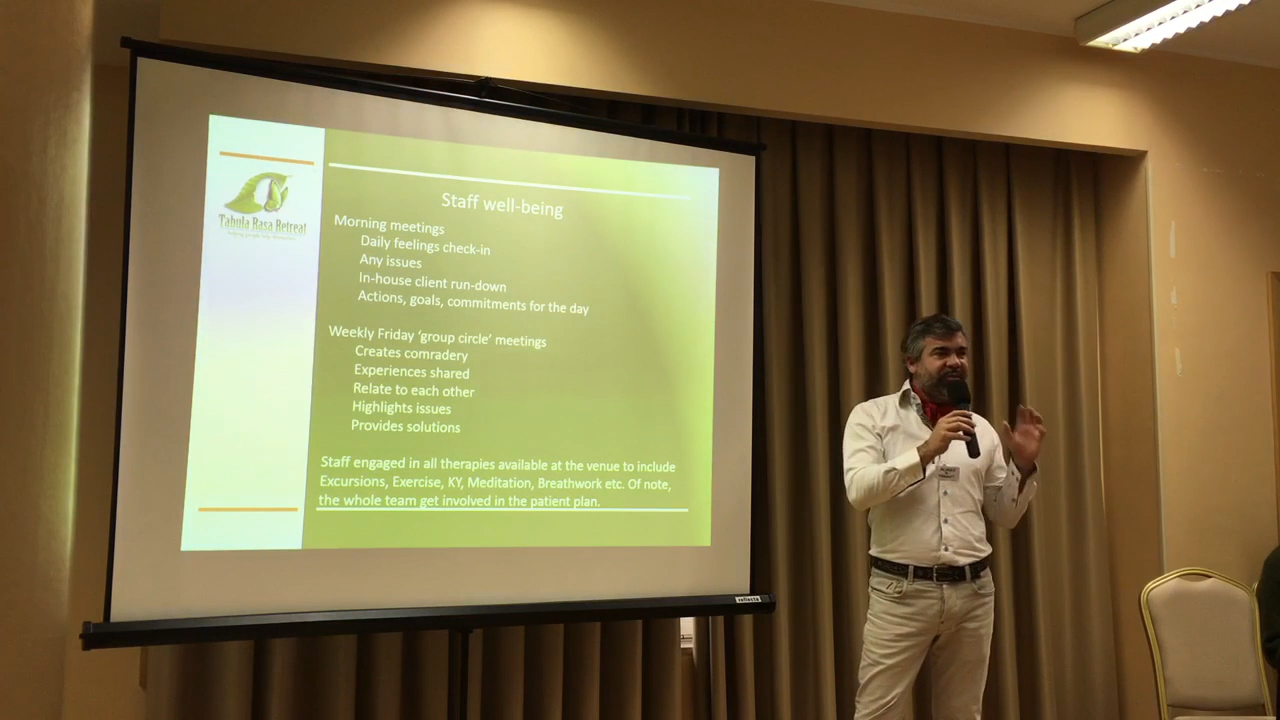 Tabula Rasa Retreat
Staff well-being
Morning meetings
Daily feelings check-in
Any issues
In-house client run-down
Actions, goals, commitments for the day
Weekly Friday ‘group circle’ meetings
Creates comradery
Experiences shared
Relate to each other
Highlights issues
Provides solutions
Staff engaged in all therapies available at the venue to include
Excursions, Exercise, KY, Meditation, Breathwork etc. Of note,
the whole team get involved in the patient plan.
reflecta